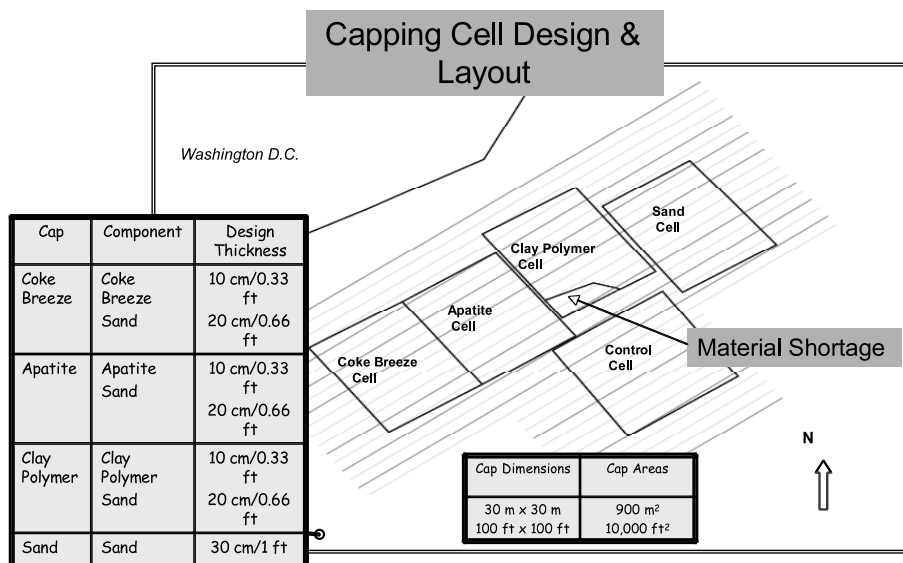 Capping Cell Design &
Layout
Washington D.C.
Cap Component Design
Thickness
Coke
Breeze
Coke
Breeze
Sand
10 cm/0.33
ft
20 cm/0.66
ft
Apatite
Apatite
Sand
10 cm/0.33
ft
20 cm/0.66
ft
Clay
Polymer
Clay
Polymer
Sand
10 cm/0.33
ft
20 cm/0.66
ft
Sand Sand 30 cm/1 ft
Sand
Cell
Clay Polymer
Cell
Apatite
Cell
Coke Breeze
Cell
Control
Cell
Material Shortage
N
Cap Dimensions Cap Areas
30 m x 30 m 900 m²
100 ft x 100 ft 10,000 ft²